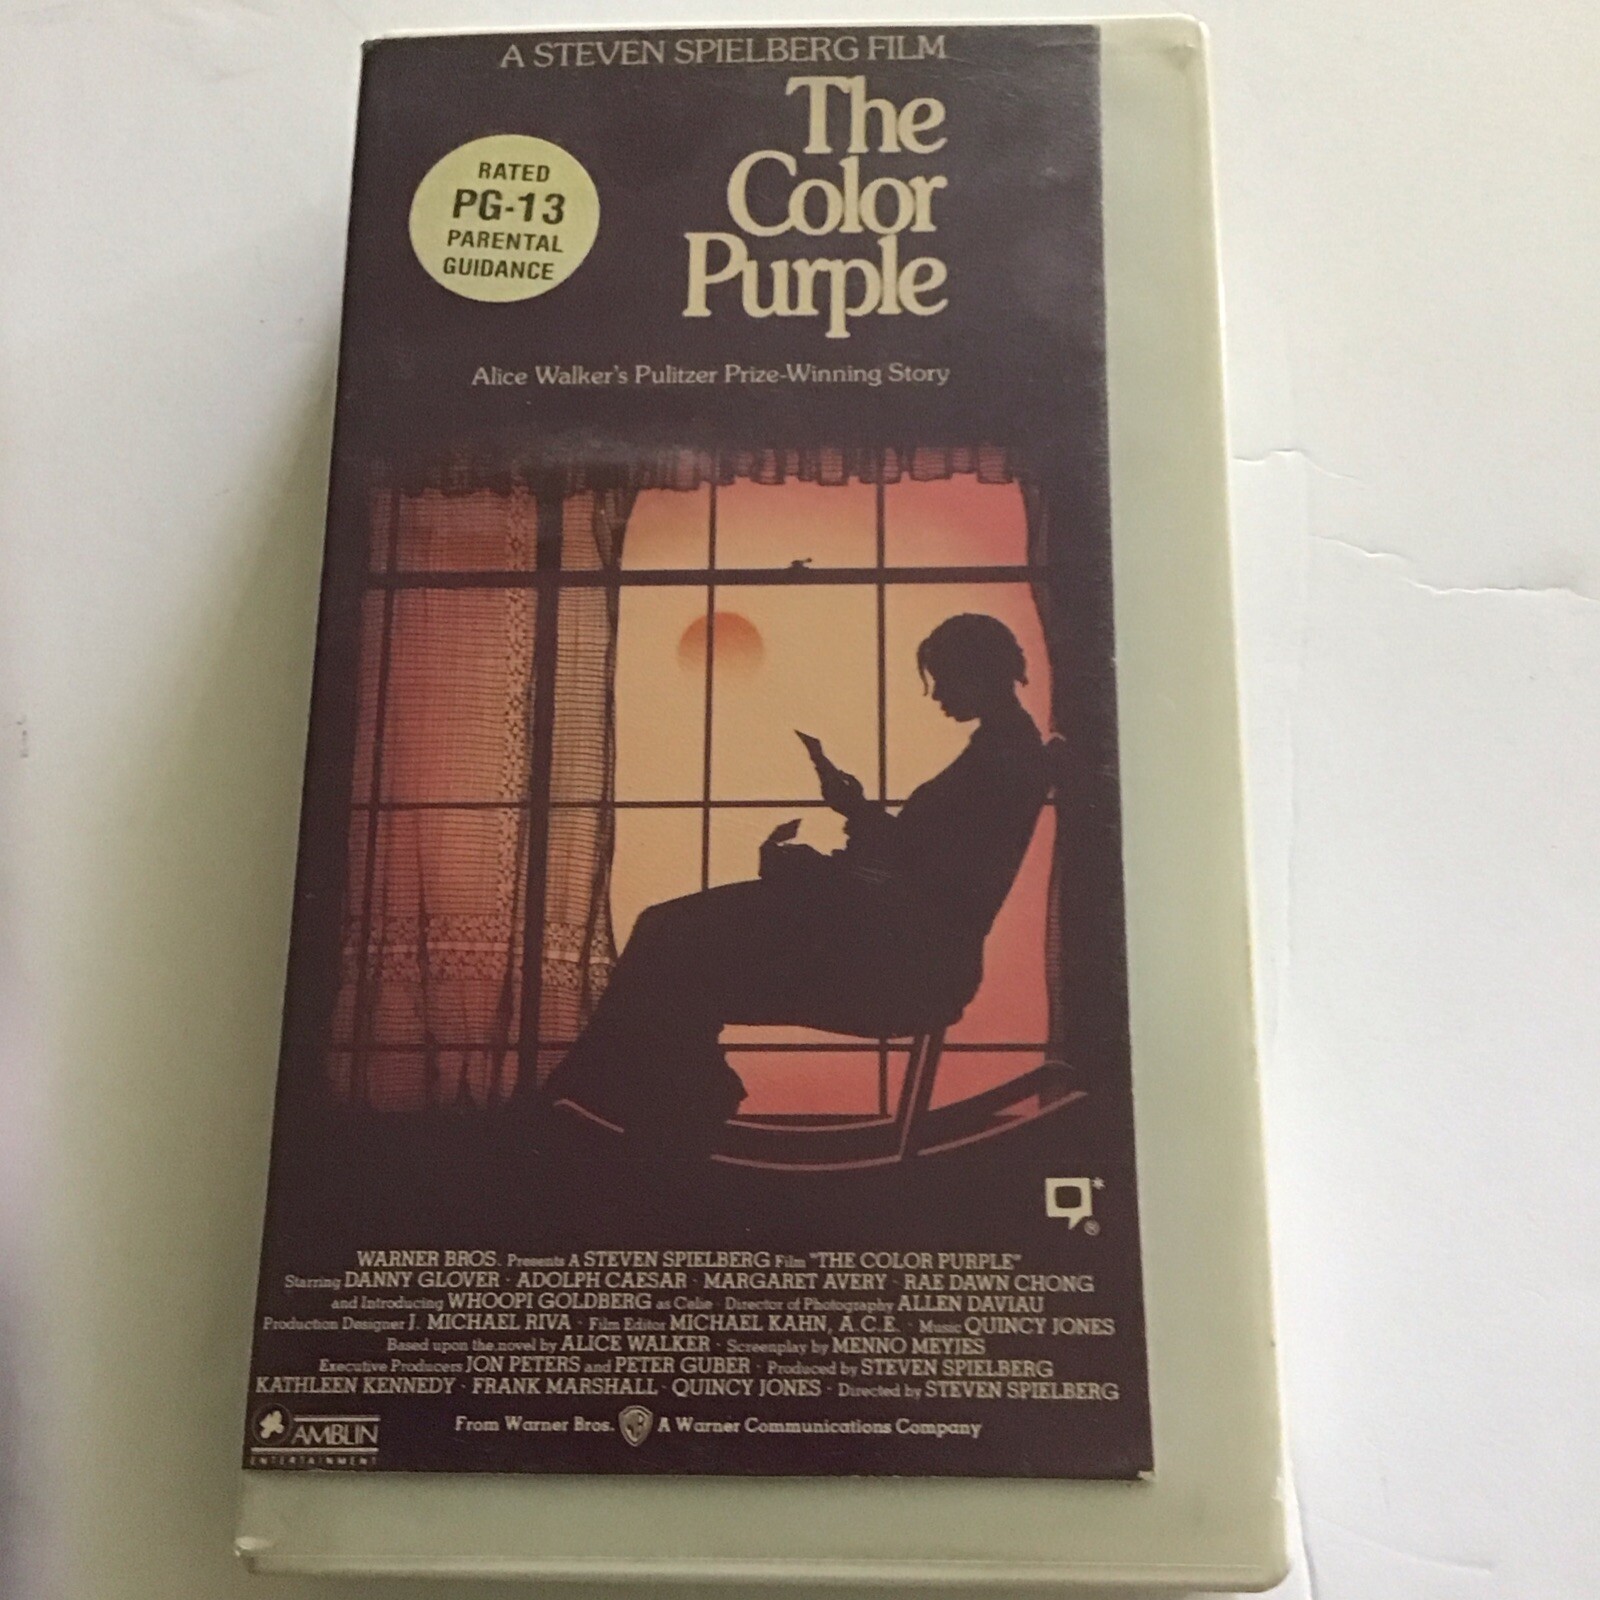 A STEVEN SPIELBERG FILM
The
Color
Purple
RATED
PG-13
PARENTAL
GUIDANCE
Alice Walker's Pulitzer Prize-Winning Story
WARNER BROS. Presents A STEVEN SPIELBERG Film "THE COLOR PURPLE"
Starring DANNY GLOVER · ADOLPH CAESAR · MARGARET AVERY · RAE DAWN CHONG
and Introducing WHOOPI GOLDBERG as Celie · Director of Photography ALLEN DAVIAU
Production Designer J. MICHAEL RIVA · Film Editor MICHAEL KAHN, A.C.E. · Music QUINCY JONES
Based upon the novel by ALICE WALKER · Screenplay by MENNO MEYJES
Executive Producers JON PETERS and PETER GUBER · Produced by STEVEN SPIELBERG
KATHLEEN KENNEDY · FRANK MARSHALL · QUINCY JONES · Directed by STEVEN SPIELBERG
AMBLIN
ENTERTAINMENT
From Warner Bros. WB A Warner Communications Company